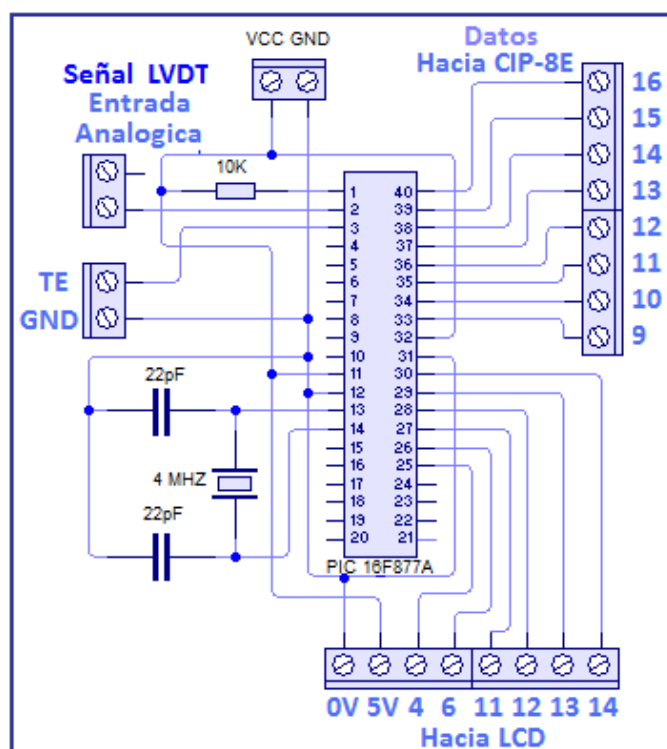 VCC GND
Datos
Hacia CIP-8E
Señal LVDT
Entrada
Analogica
10K
TE
GND
22pF
4 MHZ
22pF
1 40
2 39
3 38
4 37
5 36
6 35
7 34
8 33
9 32
10 31
11 30
12 29
13 28
14 27
15 26
16 25
17 24
18 23
19 22
20 21
PIC 16F877A
16
15
14
13
12
11
10
9
0V 5V 4 6 11 12 13 14
Hacia LCD